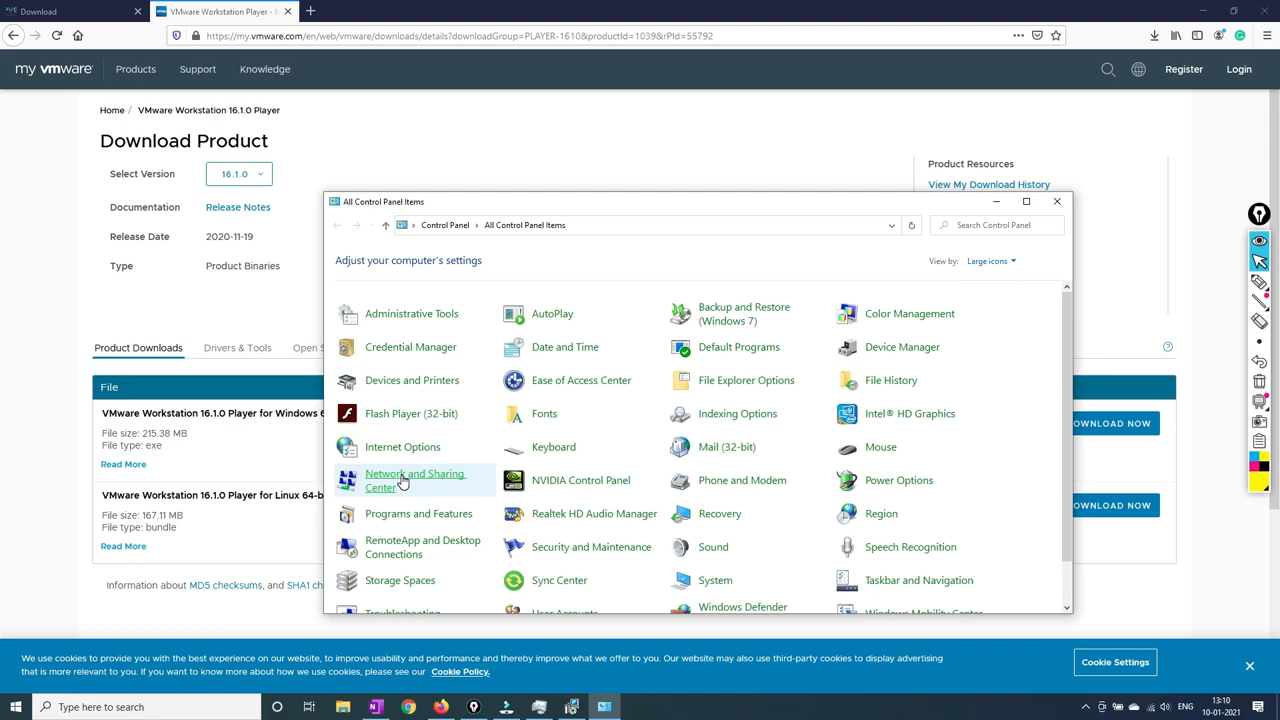 Download
VMware Workstation Player -
https://my.vmware.com/en/web/vmware/downloads/details?downloadGroup=PLAYER-1610&productId=1039&rPId=55792
my vmware
Products
Support
Knowledge
Register
Login
Home / VMware Workstation 16.1.0 Player
Download Product
Select Version
16.1.0
Documentation
Release Notes
Release Date
2020-11-19
Type
Product Binaries
Product Resources
View My Download History
Product Downloads
Drivers & Tools
Open S
File
VMware Workstation 16.1.0 Player for Windows 6
File size: 215.38 MB
File type: exe
Read More
OWNLOAD NOW
VMware Workstation 16.1.0 Player for Linux 64-b
File size: 167.11 MB
File type: bundle
Read More
OWNLOAD NOW
Information about MD5 checksums, and SHA1 ch
All Control Panel Items
Control Panel > All Control Panel Items
Search Control Panel
Adjust your computer's settings
View by: Large icons
Administrative Tools
AutoPlay
Backup and Restore
(Windows 7)
Color Management
Credential Manager
Date and Time
Default Programs
Device Manager
Devices and Printers
Ease of Access Center
File Explorer Options
File History
Flash Player (32-bit)
Fonts
Indexing Options
Intel® HD Graphics
Internet Options
Keyboard
Mail (32-bit)
Mouse
Network and Sharing
Center
NVIDIA Control Panel
Phone and Modem
Power Options
Programs and Features
Realtek HD Audio Manager
Recovery
Region
RemoteApp and Desktop
Connections
Security and Maintenance
Sound
Speech Recognition
Storage Spaces
Sync Center
System
Taskbar and Navigation
Troubleshooting
User Accounts
Windows Defender
Windows Mobility Center
We use cookies to provide you with the best experience on our website, to improve usability and performance and thereby improve what we offer to you. Our website may also use third-party cookies to display advertising
that is more relevant to you. If you want to know more about how we use cookies, please see our Cookie Policy.
Cookie Settings
Type here to search
ENG
13:10
10-01-2021